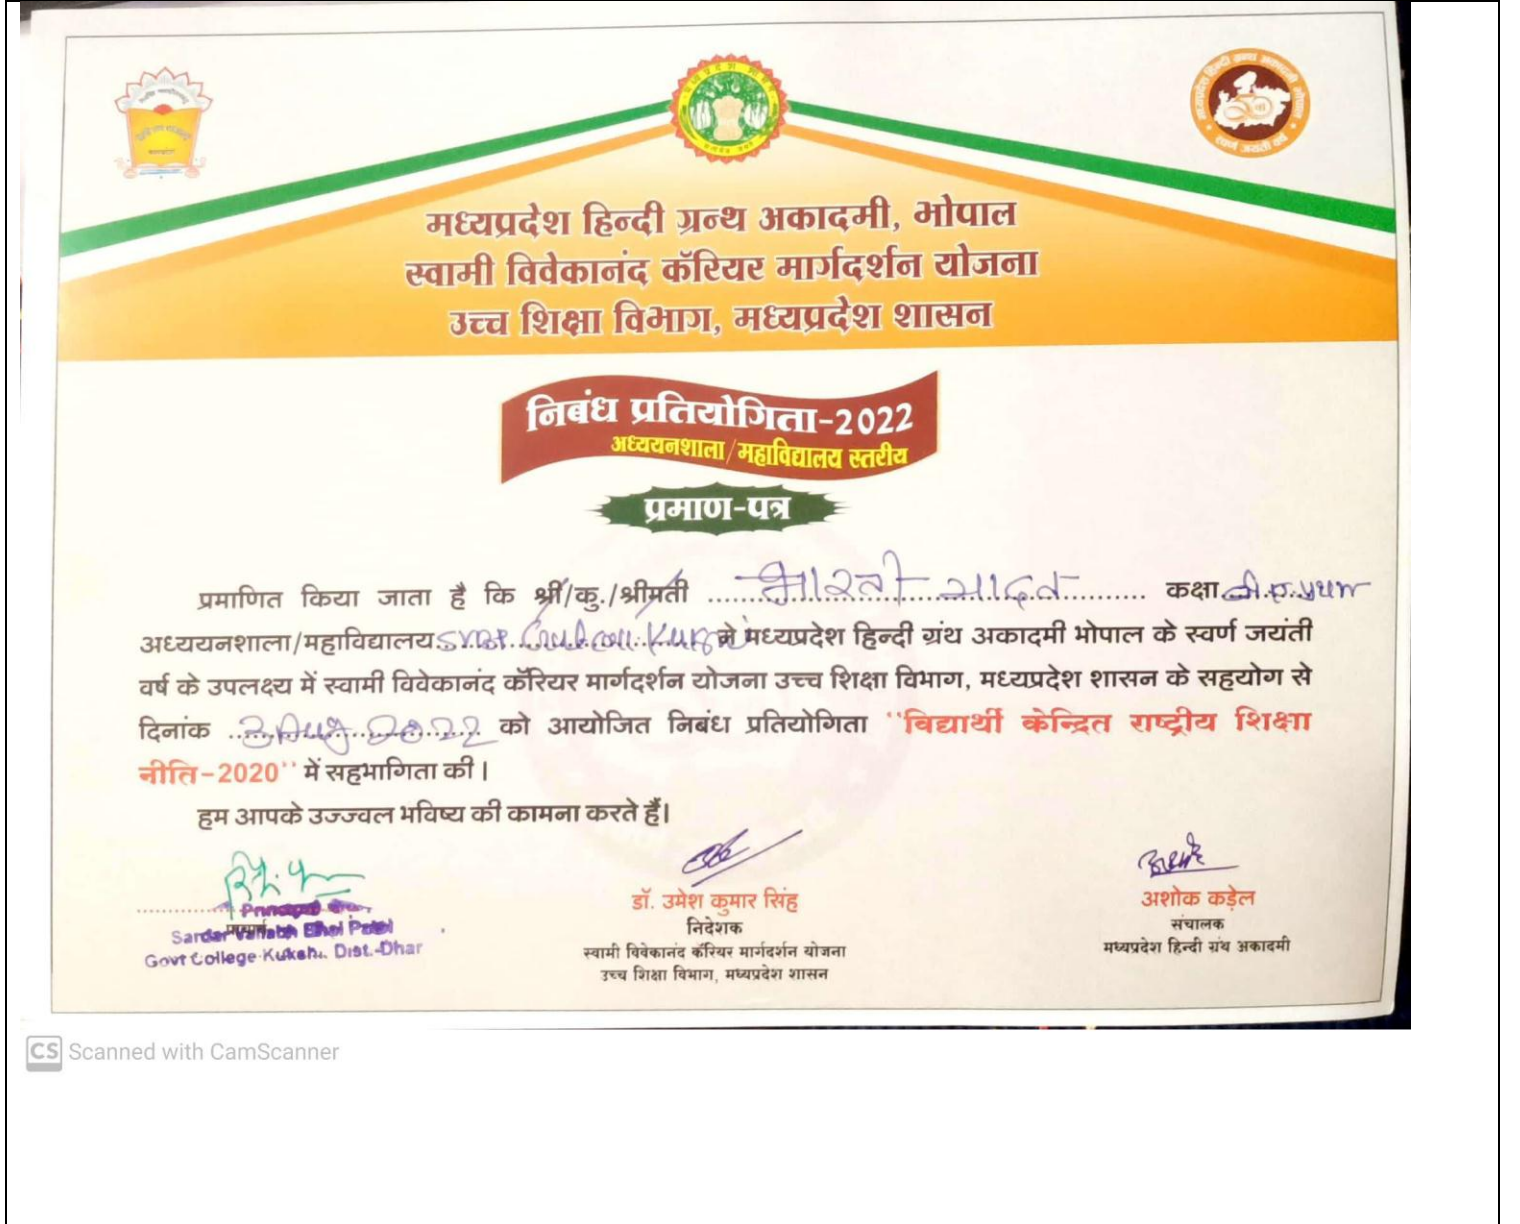 मध्यप्रदेश हिन्दी ग्रन्थ अकादमी, भोपाल
स्वामी विवेकानंद कॅरियर मार्गदर्शन योजना
उच्च शिक्षा विभाग, मध्यप्रदेश शासन
निबंध प्रतियोगिता-2022
अध्ययनशाला/महाविद्यालय स्तरीय
प्रमाण-पत्र
प्रमाणित किया जाता है कि श्री/कु./श्रीमती भारती यादव कक्षा बी.ए. प्रथम
अध्ययनशाला/महाविद्यालय ने मध्यप्रदेश हिन्दी ग्रंथ अकादमी भोपाल के स्वर्ण जयंती
वर्ष के उपलक्ष्य में स्वामी विवेकानंद कॅरियर मार्गदर्शन योजना उच्च शिक्षा विभाग, मध्यप्रदेश शासन के सहयोग से
दिनांक 3 Aug 2022 को आयोजित निबंध प्रतियोगिता "विद्यार्थी केन्द्रित राष्ट्रीय शिक्षा
नीति-2020" में सहभागिता की।
हम आपके उज्ज्वल भविष्य की कामना करते हैं।
Principal
Sardar Vallabh Bhai Patel
Govt College Kukshi, Dist.-Dhar
डॉ. उमेश कुमार सिंह
निदेशक
स्वामी विवेकानंद कॅरियर मार्गदर्शन योजना
उच्च शिक्षा विभाग, मध्यप्रदेश शासन
अशोक कड़ेल
संचालक
मध्यप्रदेश हिन्दी ग्रंथ अकादमी
CS Scanned with CamScanner